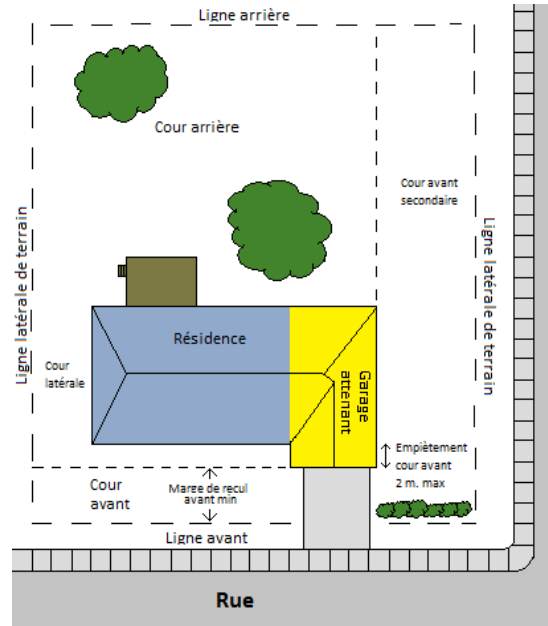 Ligne arrière
Cour arrière
Cour avant
secondaire
Ligne latérale de terrain
Ligne latérale de terrain
Résidence
Cour
latérale
Garage
attenant
Empiètement
cour avant
2 m. max
Cour
avant
Marge de recul
avant min
Ligne avant
Rue